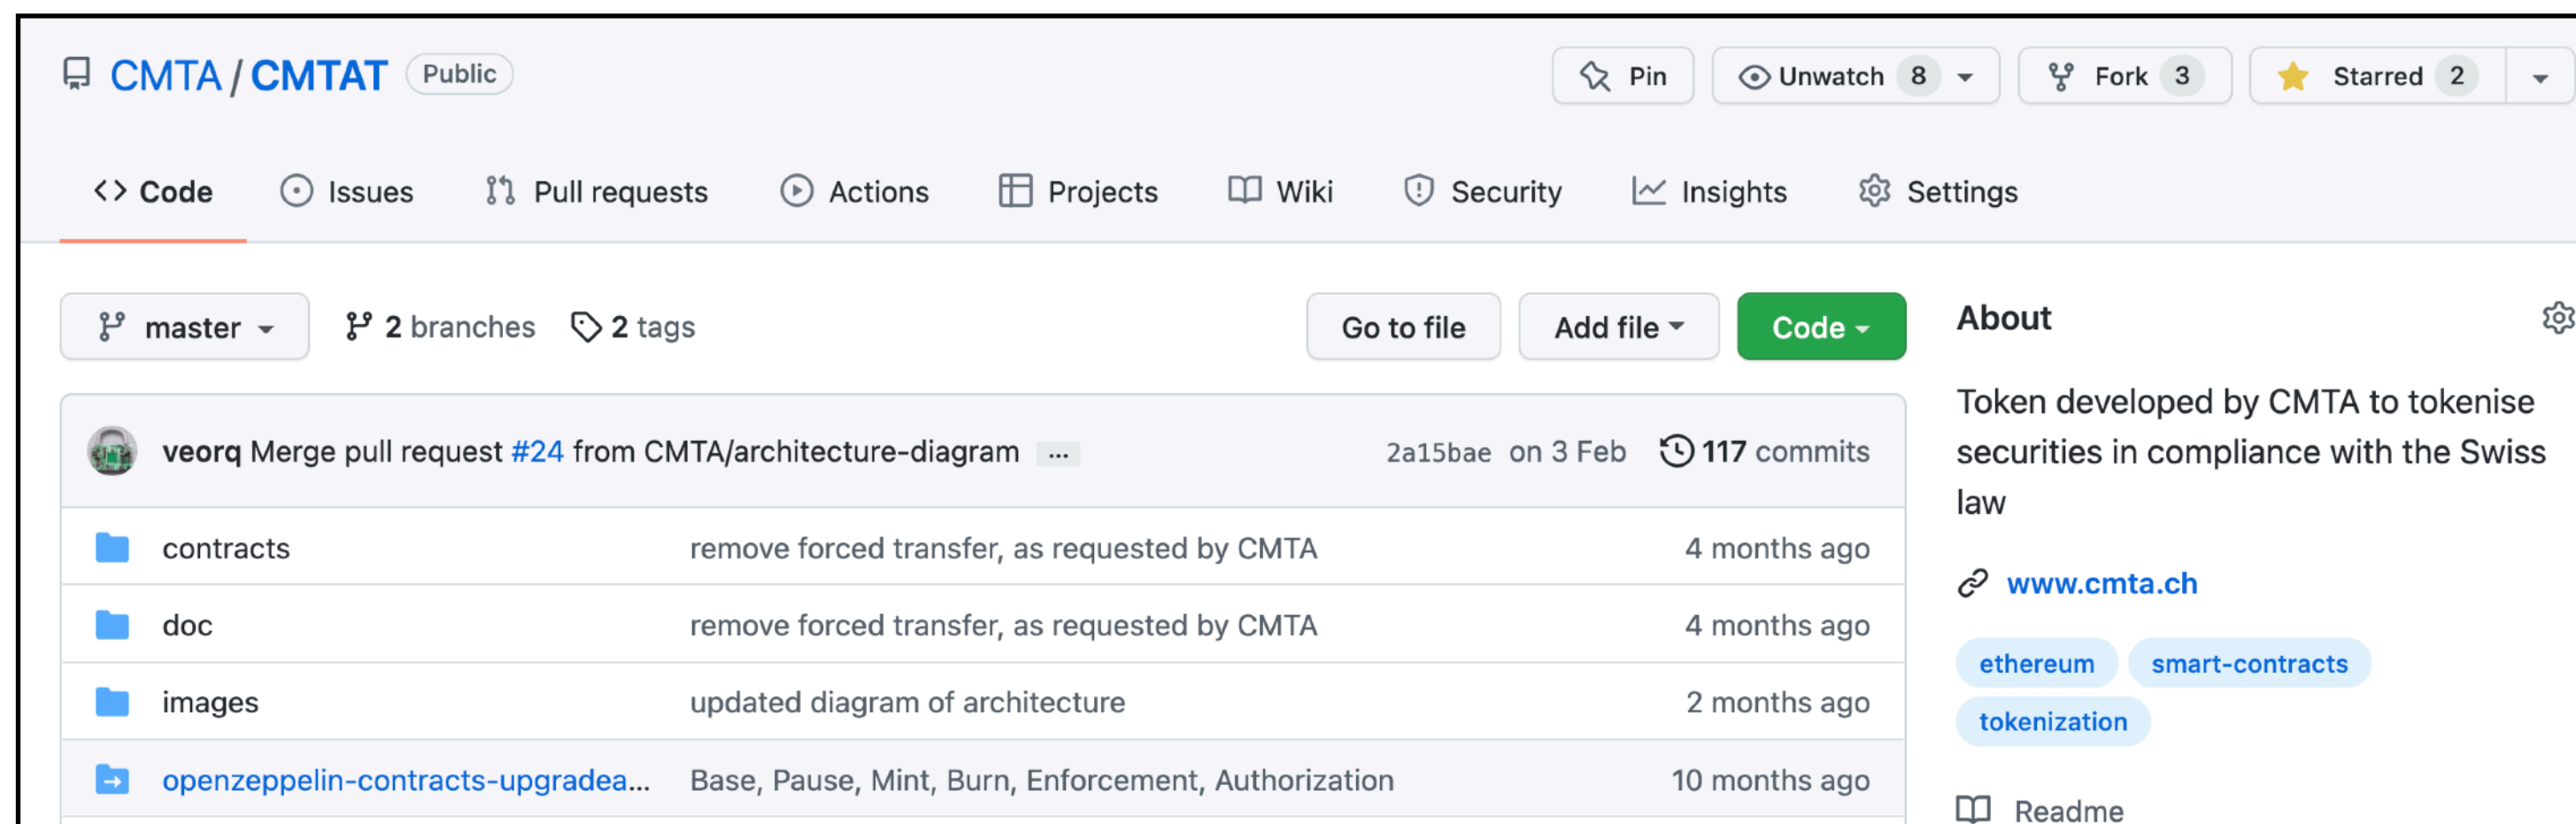 CMTA / CMTAT Public Pin Unwatch 8 Fork 3 Starred 2
<> Code Issues Pull requests Actions Projects Wiki Security Insights Settings
master 2 branches 2 tags Go to file Add file Code
veorq Merge pull request #24 from CMTA/architecture-diagram ... 2a15bae on 3 Feb 117 commits
contracts remove forced transfer, as requested by CMTA 4 months ago
doc remove forced transfer, as requested by CMTA 4 months ago
images updated diagram of architecture 2 months ago
openzeppelin-contracts-upgradea... Base, Pause, Mint, Burn, Enforcement, Authorization 10 months ago
About
Token developed by CMTA to tokenise
securities in compliance with the Swiss
law
www.cmta.ch
ethereum smart-contracts
tokenization
Readme